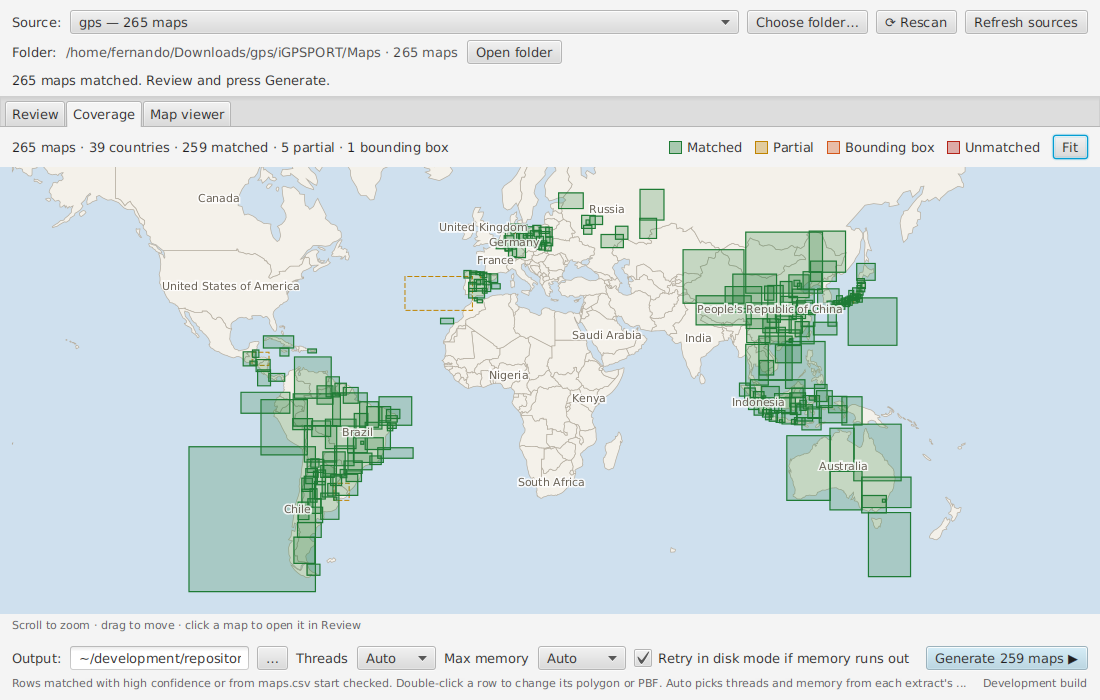 Source: gps — 265 maps Choose folder... ⟳ Rescan Refresh sources
Folder: /home/fernando/Downloads/gps/iGPSPORT/Maps · 265 maps Open folder
265 maps matched. Review and press Generate.
Review Coverage Map viewer
265 maps · 39 countries · 259 matched · 5 partial · 1 bounding box Matched Partial Bounding box Unmatched Fit
Canada
Russia
United Kingdom
Germany
France
United States of America
People's Republic of China
Saudi Arabia
India
Nigeria
Kenya
Indonesia
Brazil
Australia
South Africa
Chile
Scroll to zoom · drag to move · click a map to open it in Review
Output: ~/development/repositor ... Threads Auto Max memory Auto Retry in disk mode if memory runs out Generate 259 maps ▶
Rows matched with high confidence or from maps.csv start checked. Double-click a row to change its polygon or PBF. Auto picks threads and memory from each extract's ... Development build